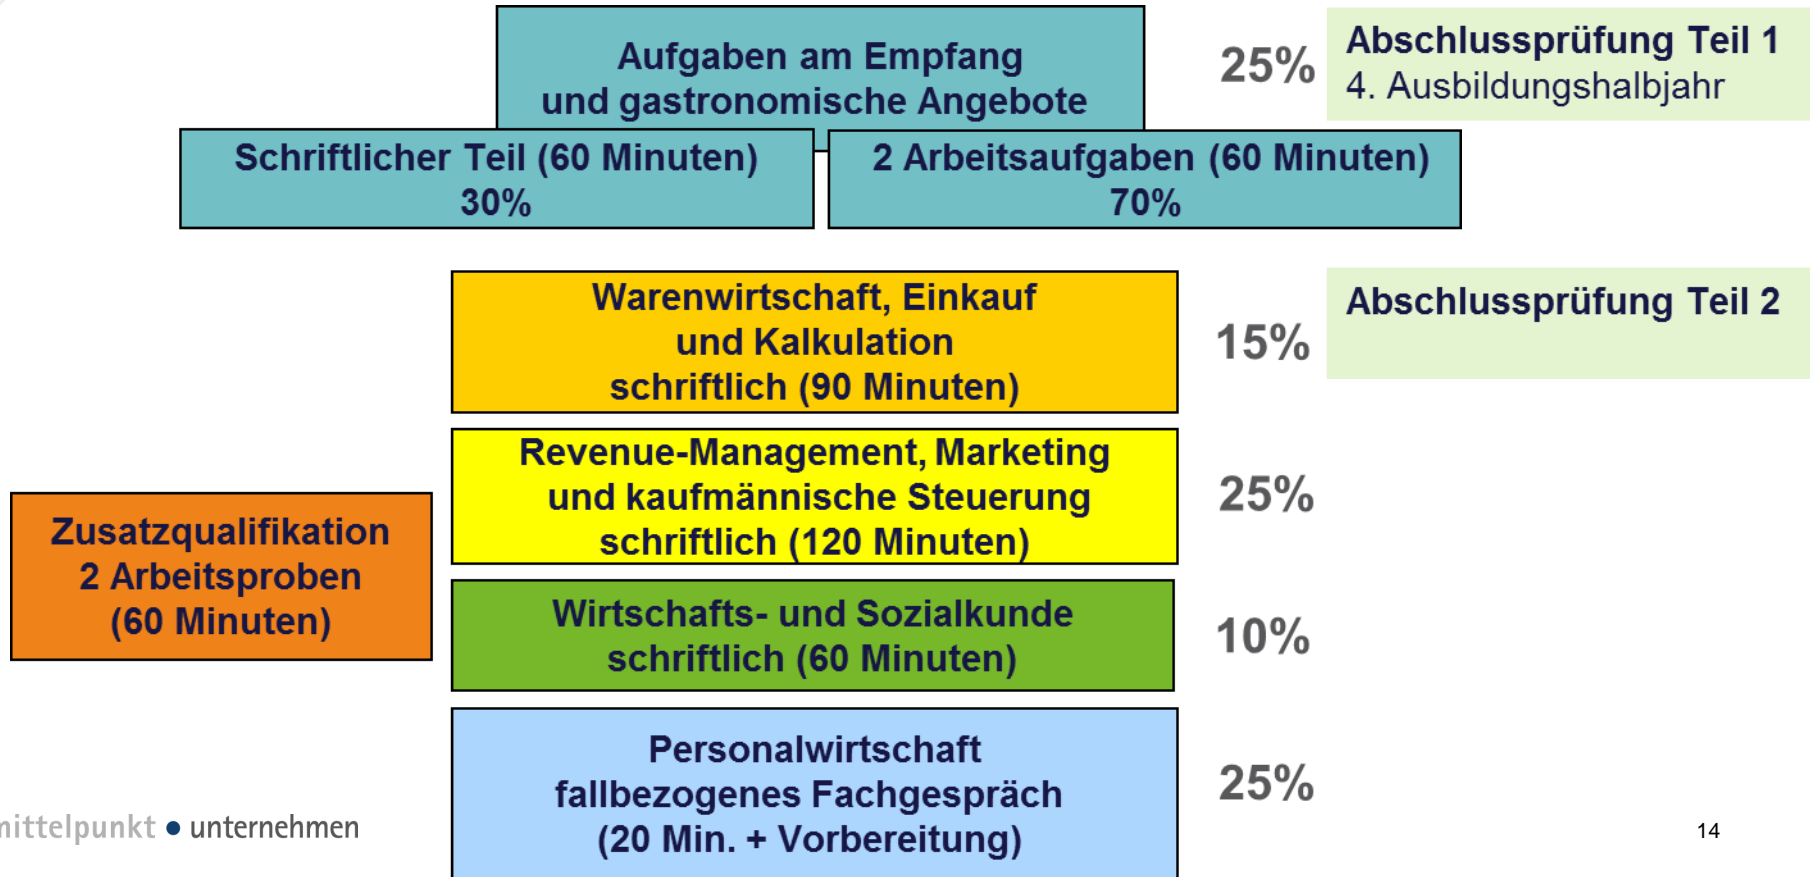 Aufgaben am Empfang
und gastronomische Angebote
25%
Abschlussprüfung Teil 1
4. Ausbildungshalbjahr
Schriftlicher Teil (60 Minuten)
30%
2 Arbeitsaufgaben (60 Minuten)
70%
Warenwirtschaft, Einkauf
und Kalkulation
schriftlich (90 Minuten)
15%
Abschlussprüfung Teil 2
Revenue-Management, Marketing
und kaufmännische Steuerung
schriftlich (120 Minuten)
25%
Zusatzqualifikation
2 Arbeitsproben
(60 Minuten)
Wirtschafts- und Sozialkunde
schriftlich (60 Minuten)
10%
Personalwirtschaft
fallbezogenes Fachgespräch
(20 Min. + Vorbereitung)
25%
mittelpunkt ● unternehmen
14